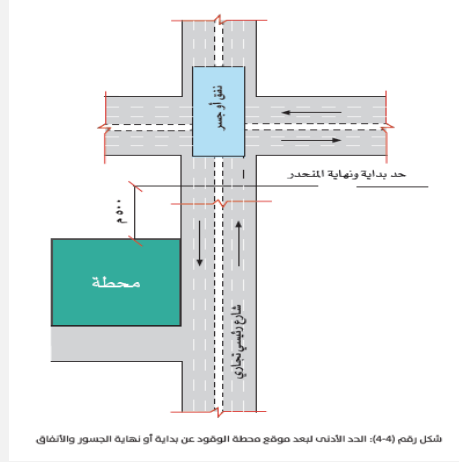 نفق أو جسر
حد بداية ونهاية المنحدر
٥٠٠ م
محطة
شارع رئيسي تجاري
شكل رقم (4-4): الحد الأدنى لبعد موقع محطة الوقود عن بداية أو نهاية الجسور والأنفاق